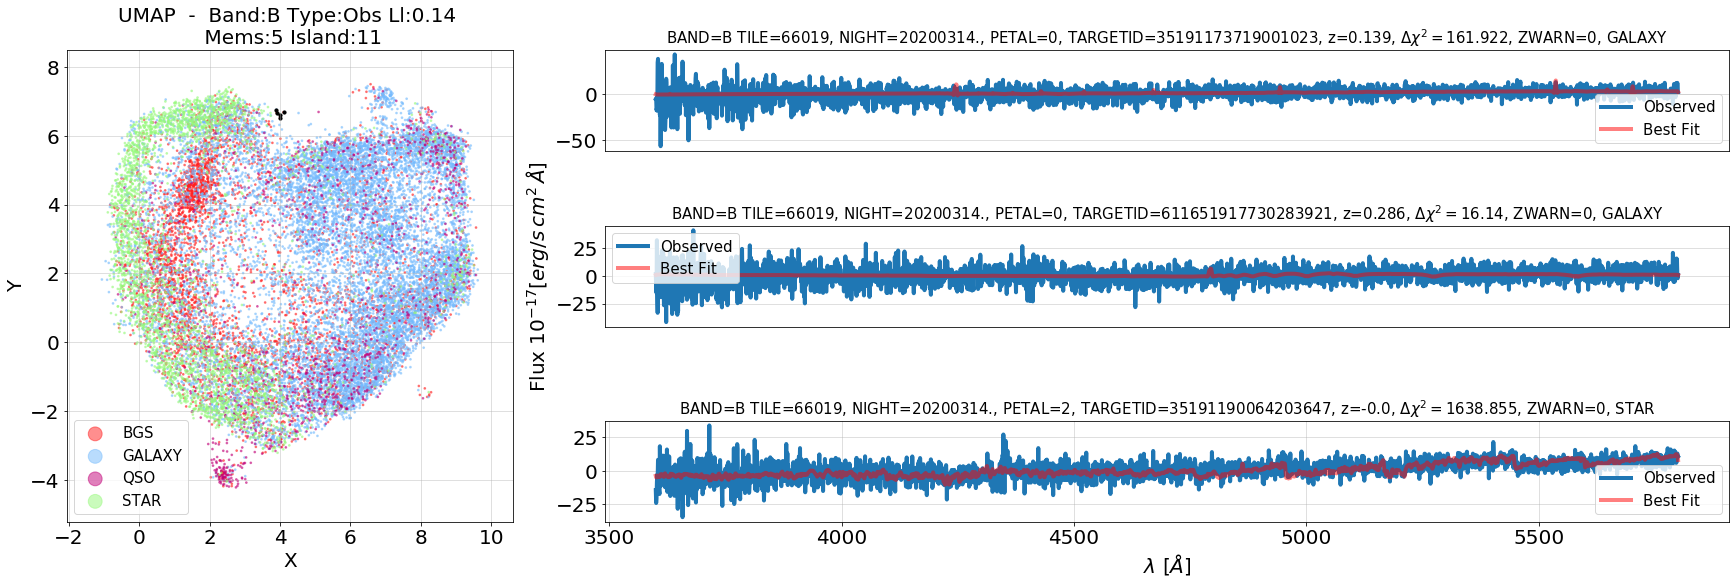 UMAP - Band:B Type:Obs Ll:0.14
Mems:5 Island:11
8
6
4
2
0
−2
−4
Y
BGS
GALAXY
QSO
STAR
−2
0
2
4
6
8
10
X
Flux 10⁻¹⁷[erg/s cm² Å]
BAND=B TILE=66019, NIGHT=20200314., PETAL=0, TARGETID=35191173719001023, z=0.139, Δχ² = 161.922, ZWARN=0, GALAXY
0
−50
Observed
Best Fit
BAND=B TILE=66019, NIGHT=20200314., PETAL=0, TARGETID=611651917730283921, z=0.286, Δχ² = 16.14, ZWARN=0, GALAXY
25
0
−25
Observed
Best Fit
BAND=B TILE=66019, NIGHT=20200314., PETAL=2, TARGETID=35191190064203647, z=-0.0, Δχ² = 1638.855, ZWARN=0, STAR
25
0
−25
Observed
Best Fit
3500
4000
4500
5000
5500
λ [Å]